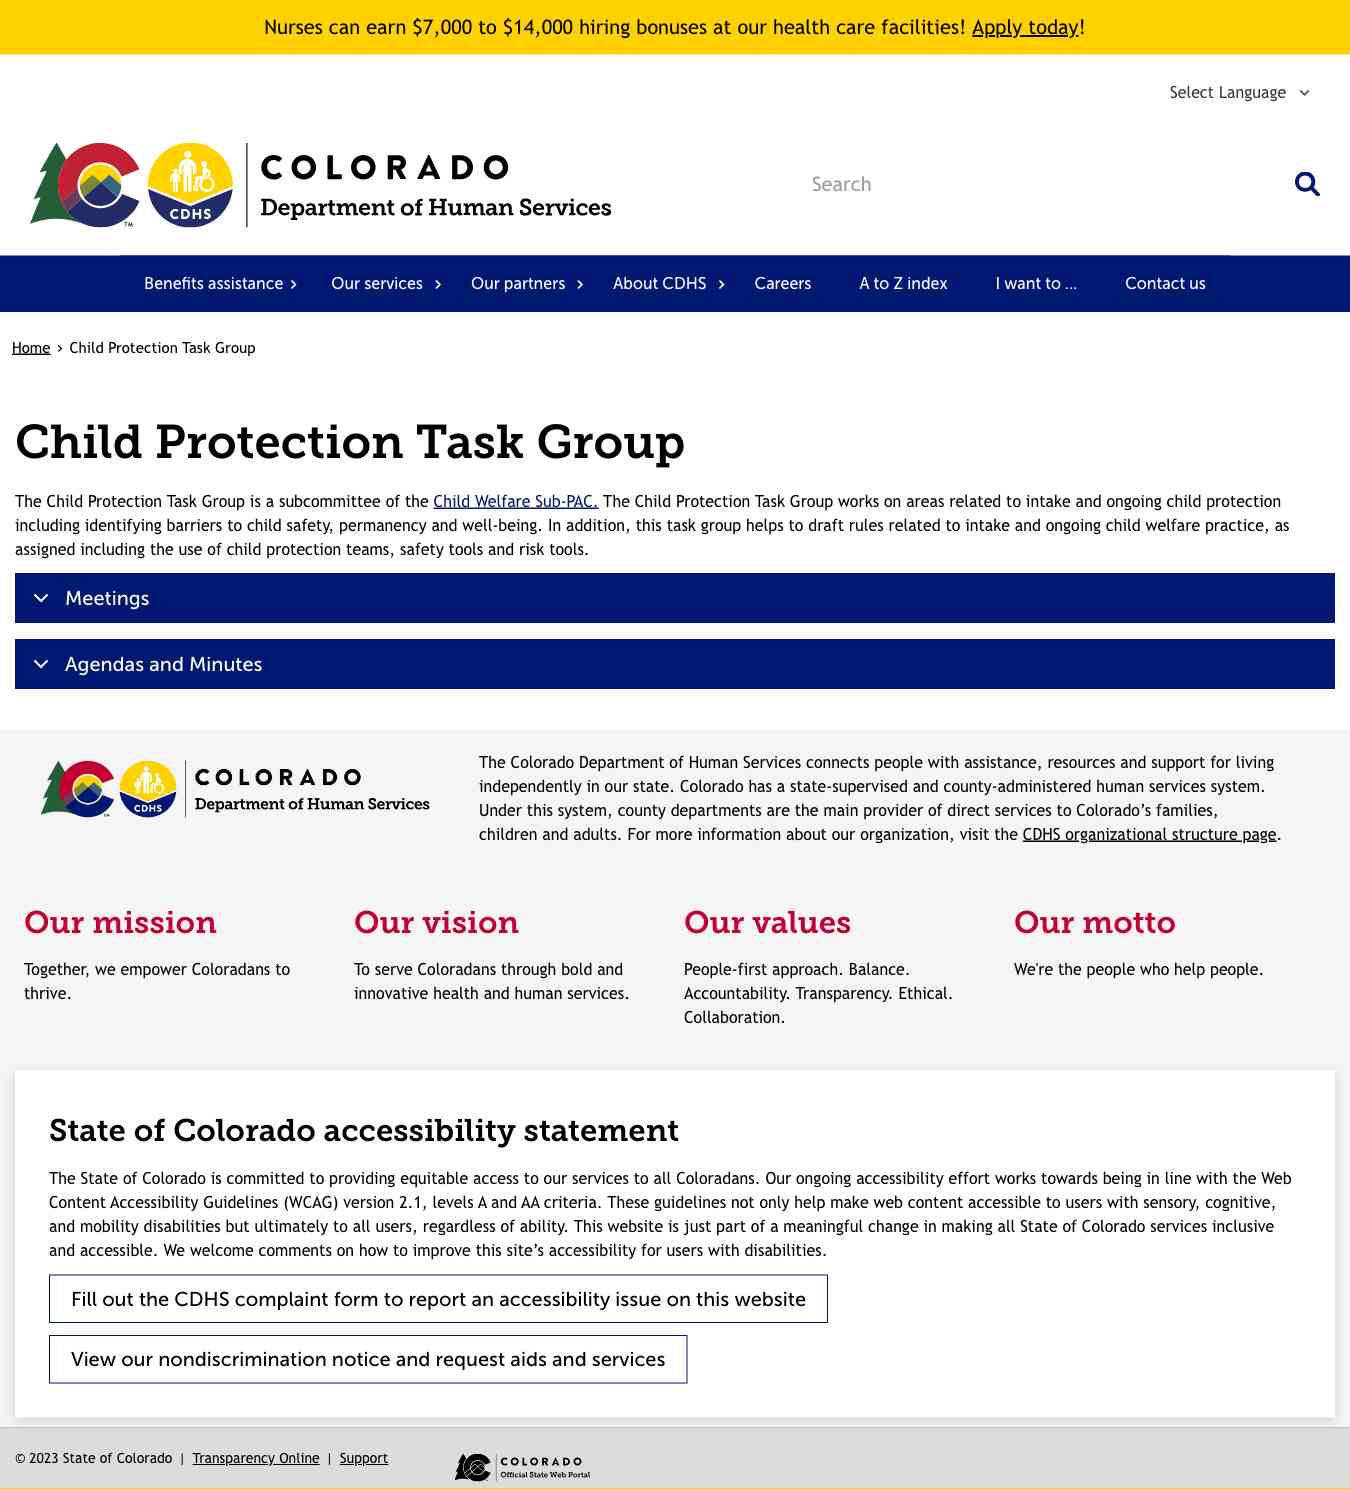 Nurses can earn $7,000 to $14,000 hiring bonuses at our health care facilities! Apply today!
Select Language
COLORADO
Department of Human Services
CDHS
TM
Search
Benefits assistance
Our services
Our partners
About CDHS
Careers
A to Z index
I want to ...
Contact us
Home › Child Protection Task Group
Child Protection Task Group
The Child Protection Task Group is a subcommittee of the Child Welfare Sub-PAC. The Child Protection Task Group works on areas related to intake and ongoing child protection
including identifying barriers to child safety, permanency and well-being. In addition, this task group helps to draft rules related to intake and ongoing child welfare practice, as
assigned including the use of child protection teams, safety tools and risk tools.
Meetings
Agendas and Minutes
COLORADO
Department of Human Services
CDHS
TM
The Colorado Department of Human Services connects people with assistance, resources and support for living
independently in our state. Colorado has a state-supervised and county-administered human services system.
Under this system, county departments are the main provider of direct services to Colorado’s families,
children and adults. For more information about our organization, visit the CDHS organizational structure page.
Our mission
Together, we empower Coloradans to
thrive.
Our vision
To serve Coloradans through bold and
innovative health and human services.
Our values
People-first approach. Balance.
Accountability. Transparency. Ethical.
Collaboration.
Our motto
We're the people who help people.
State of Colorado accessibility statement
The State of Colorado is committed to providing equitable access to our services to all Coloradans. Our ongoing accessibility effort works towards being in line with the Web
Content Accessibility Guidelines (WCAG) version 2.1, levels A and AA criteria. These guidelines not only help make web content accessible to users with sensory, cognitive,
and mobility disabilities but ultimately to all users, regardless of ability. This website is just part of a meaningful change in making all State of Colorado services inclusive
and accessible. We welcome comments on how to improve this site’s accessibility for users with disabilities.
Fill out the CDHS complaint form to report an accessibility issue on this website
View our nondiscrimination notice and request aids and services
© 2023 State of Colorado | Transparency Online | Support
COLORADO
Official State Web Portal